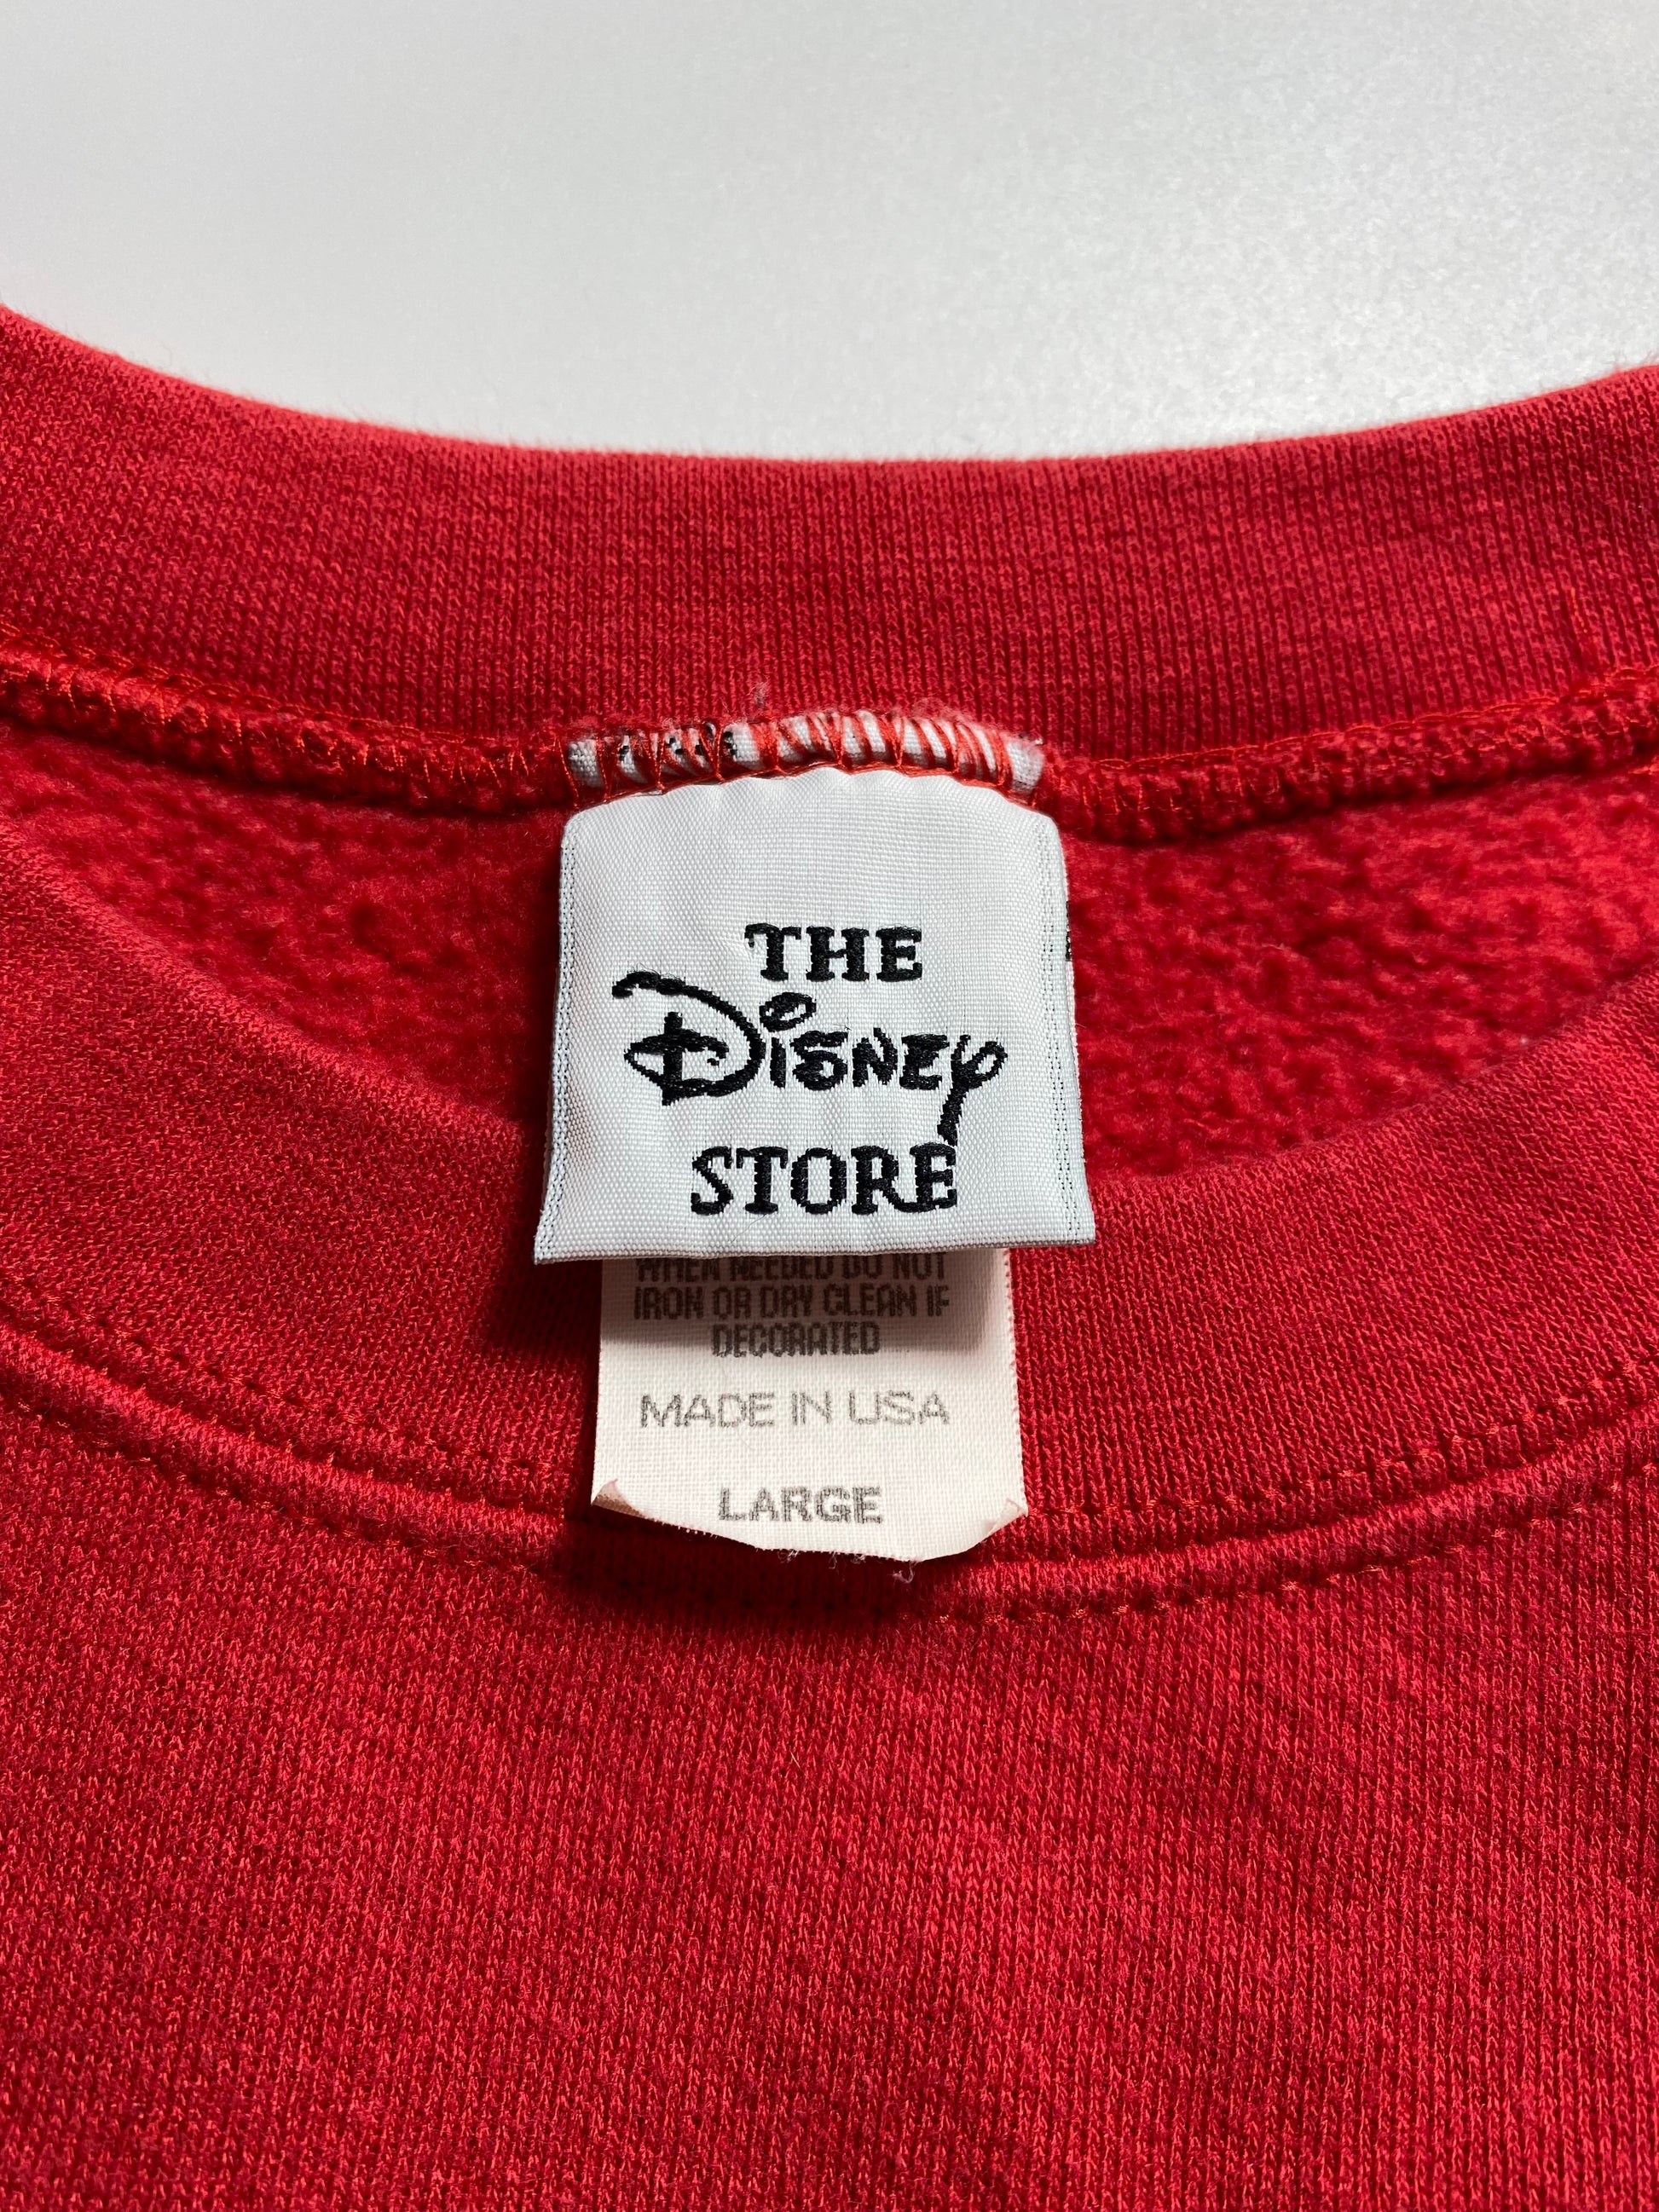 THE
Disney
STORE
WHEN NEEDED DO NOT
IRON OR DRY CLEAN IF
DECORATED
MADE IN USA
LARGE